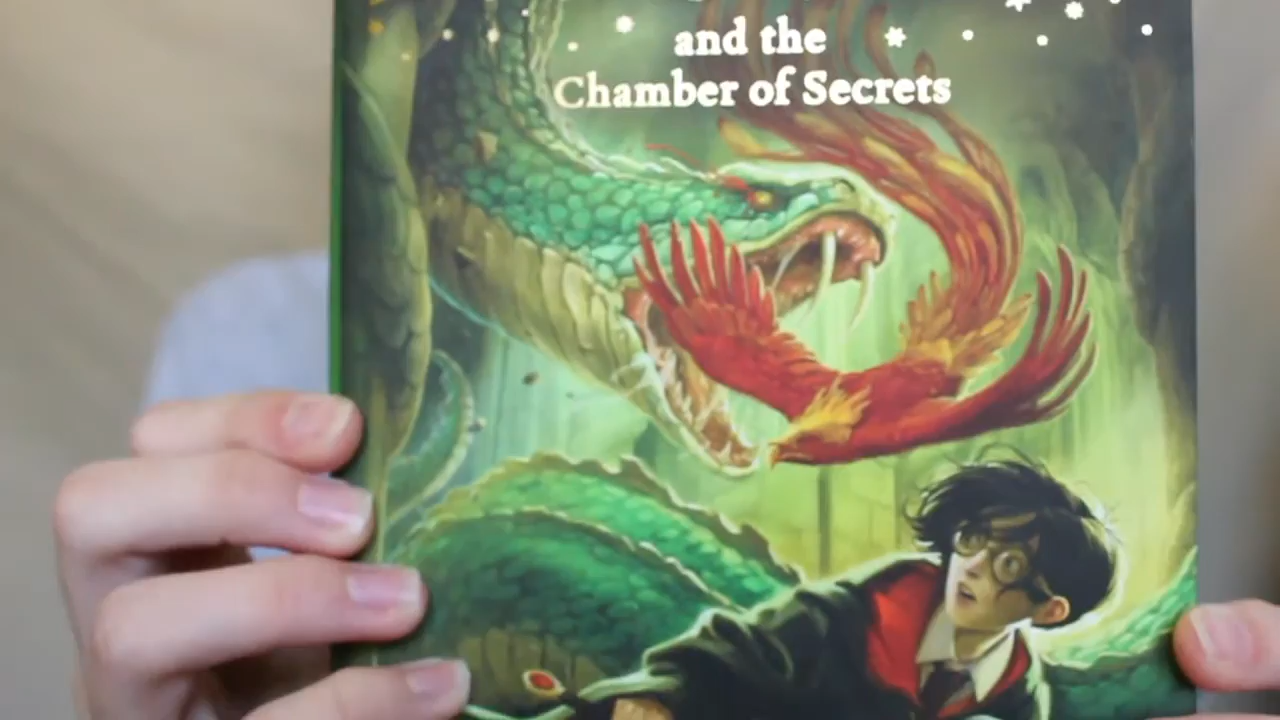 and the
Chamber of Secrets